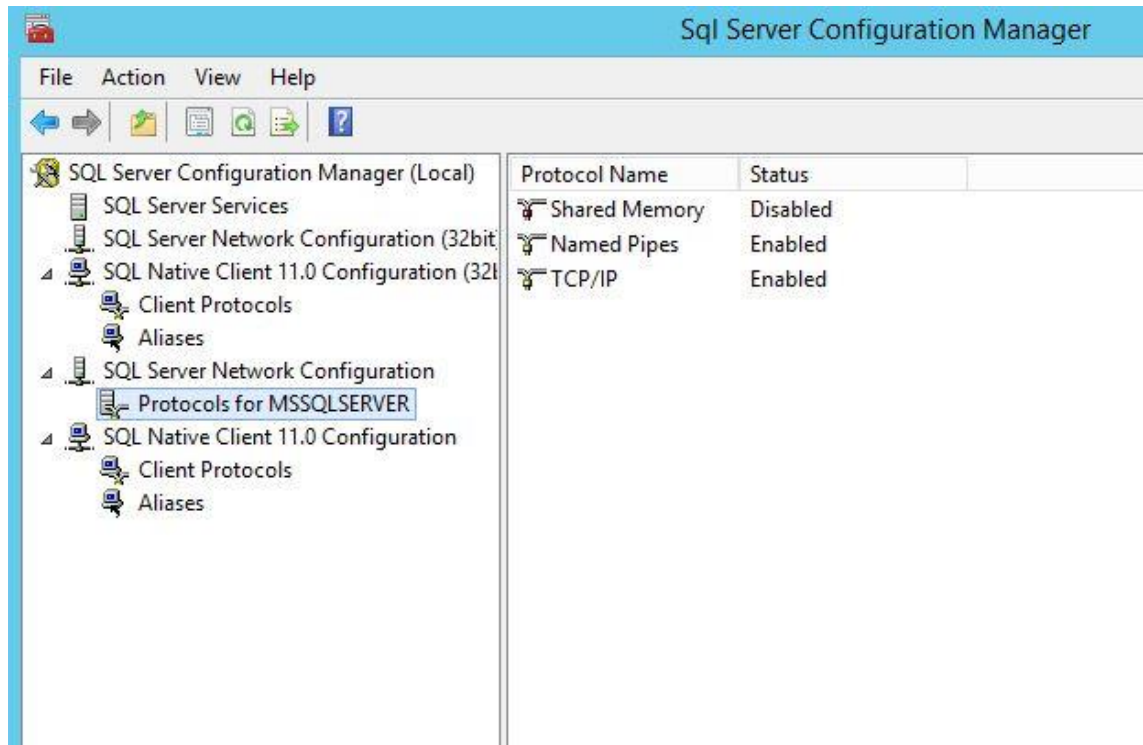 Sql Server Configuration Manager
File Action View Help
SQL Server Configuration Manager (Local)
SQL Server Services
SQL Server Network Configuration (32bit
SQL Native Client 11.0 Configuration (32b
Client Protocols
Aliases
SQL Server Network Configuration
Protocols for MSSQLSERVER
SQL Native Client 11.0 Configuration
Client Protocols
Aliases
Protocol Name Status
Shared Memory Disabled
Named Pipes Enabled
TCP/IP Enabled